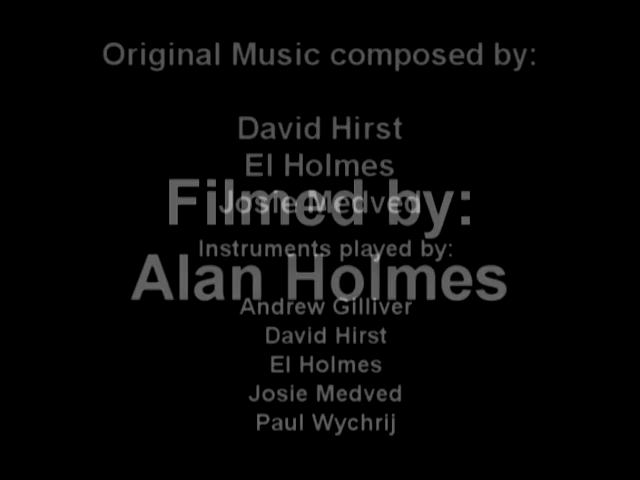 Original Music composed by:
David Hirst
El Holmes
Josie Medved
Filmed by:
Instruments played by:
Alan Holmes
Andrew Gilliver
David Hirst
El Holmes
Josie Medved
Paul Wychrij